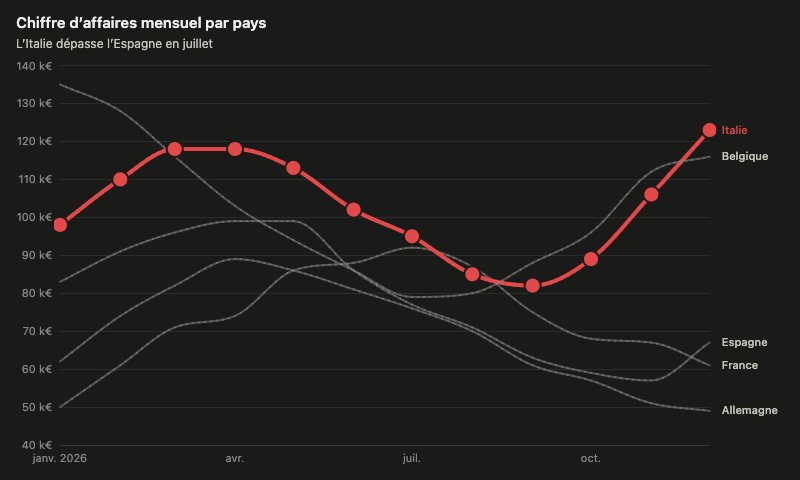 Chiffre d’affaires mensuel par pays
L’Italie dépasse l’Espagne en juillet
140 k€
130 k€
120 k€
110 k€
100 k€
90 k€
80 k€
70 k€
60 k€
50 k€
40 k€
janv. 2026
avr.
juil.
oct.
Italie
Belgique
Espagne
France
Allemagne